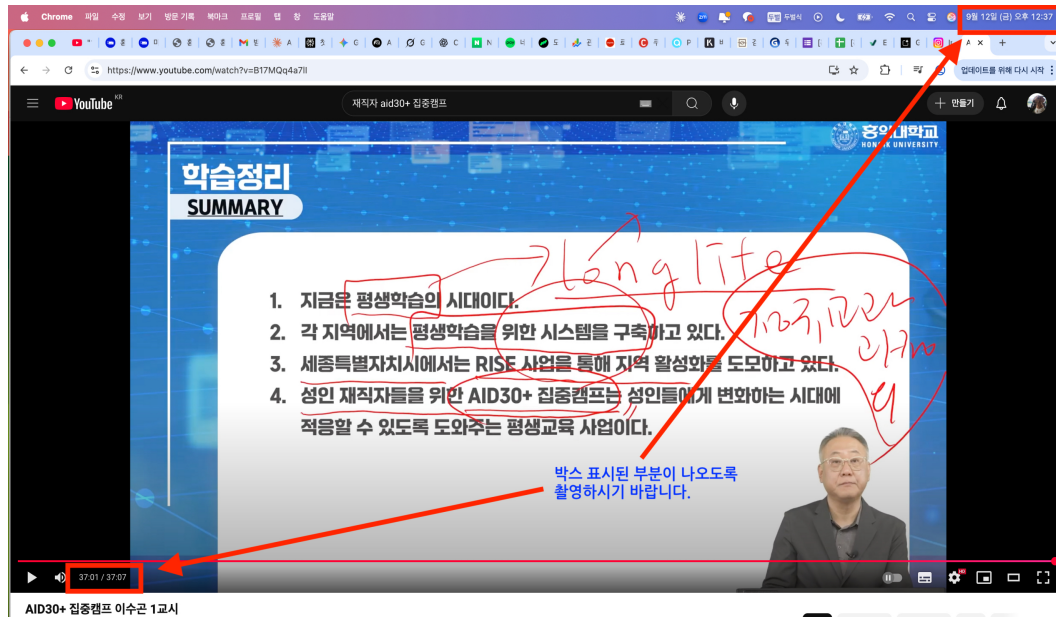 Chrome 파일 수정 보기 방문 기록 북마크 프로필 탭 창 도움말
두벌식
9월 12일 (금) 오후 12:37
https://www.youtube.com/watch?v=B17MQq4a7lI
업데이트를 위해 다시 시작
YouTube KR
재직자 aid30+ 집중캠프
만들기
홍익대학교
HONGIK UNIVERSITY
학습정리
SUMMARY
long life
1. 지금은 평생학습의 시대이다.
2. 각 지역에서는 평생학습을 위한 시스템을 구축하고 있다.
3. 세종특별자치시에서는 RISE 사업을 통해 지역 활성화를 도모하고 있다.
4. 성인 재직자들을 위한 AID30+ 집중캠프는 성인들에게 변화하는 시대에
적응할 수 있도록 도와주는 평생교육 사업이다.
박스 표시된 부분이 나오도록
촬영하시기 바랍니다.
37:01 / 37:07
AID30+ 집중캠프 이수곤 1교시